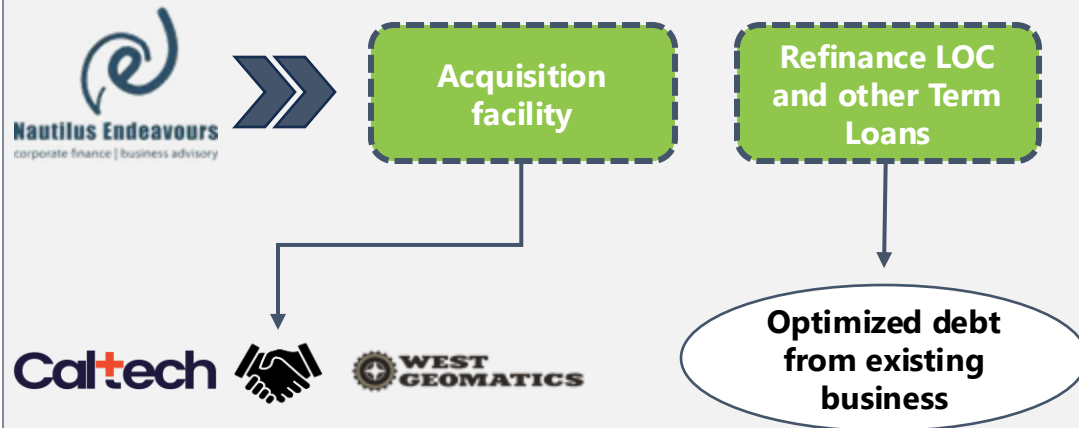 Nautilus Endeavours
corporate finance | business advisory
Acquisition
facility
Refinance LOC
and other Term
Loans
Caltech
WEST
GEOMATICS
Optimized debt
from existing
business